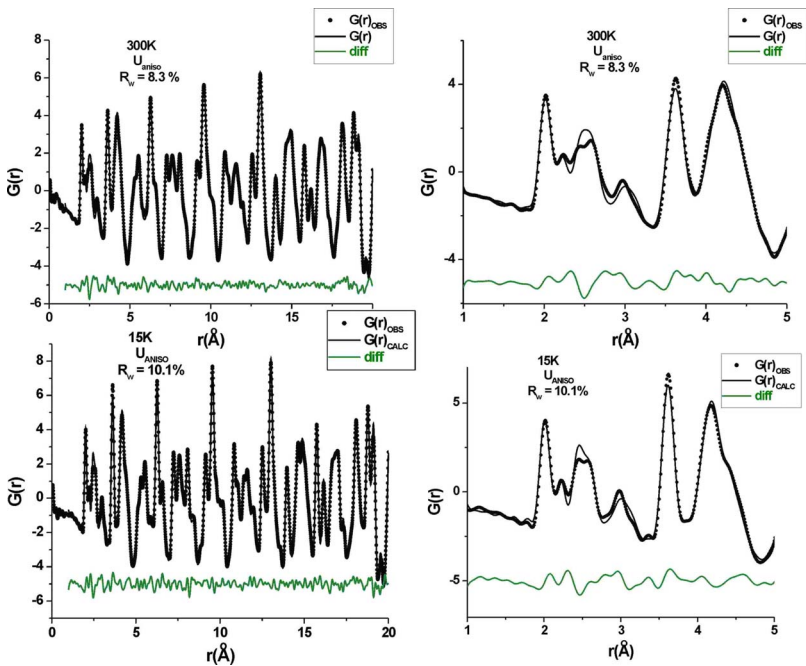 G(r)OBS
G(r)
diff
300K
Uaniso
Rw = 8.3 %
8
6
4
2
0
-2
-4
-6
G(r)
0
5
10
15
20
r(Å)
G(r)OBS
G(r)
diff
300K
Uaniso
Rw = 8.3 %
4
0
-4
G(r)
1
2
3
4
5
r(Å)
G(r)OBS
G(r)CALC
diff
15K
UANISO
Rw = 10.1%
8
6
4
2
0
-2
-4
-6
G(r)
0
5
10
15
20
r(Å)
G(r)OBS
G(r)CALC
diff
15K
UANISO
Rw = 10.1%
5
0
-5
G(r)
1
2
3
4
5
r(Å)